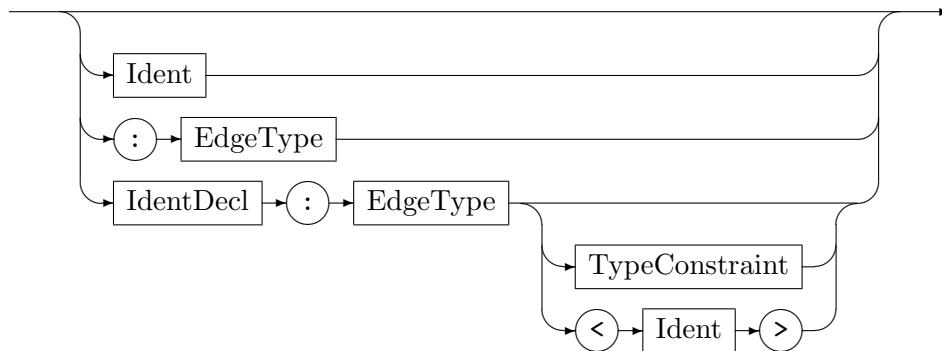 Ident
: EdgeType
IdentDecl : EdgeType
TypeConstraint
< Ident >